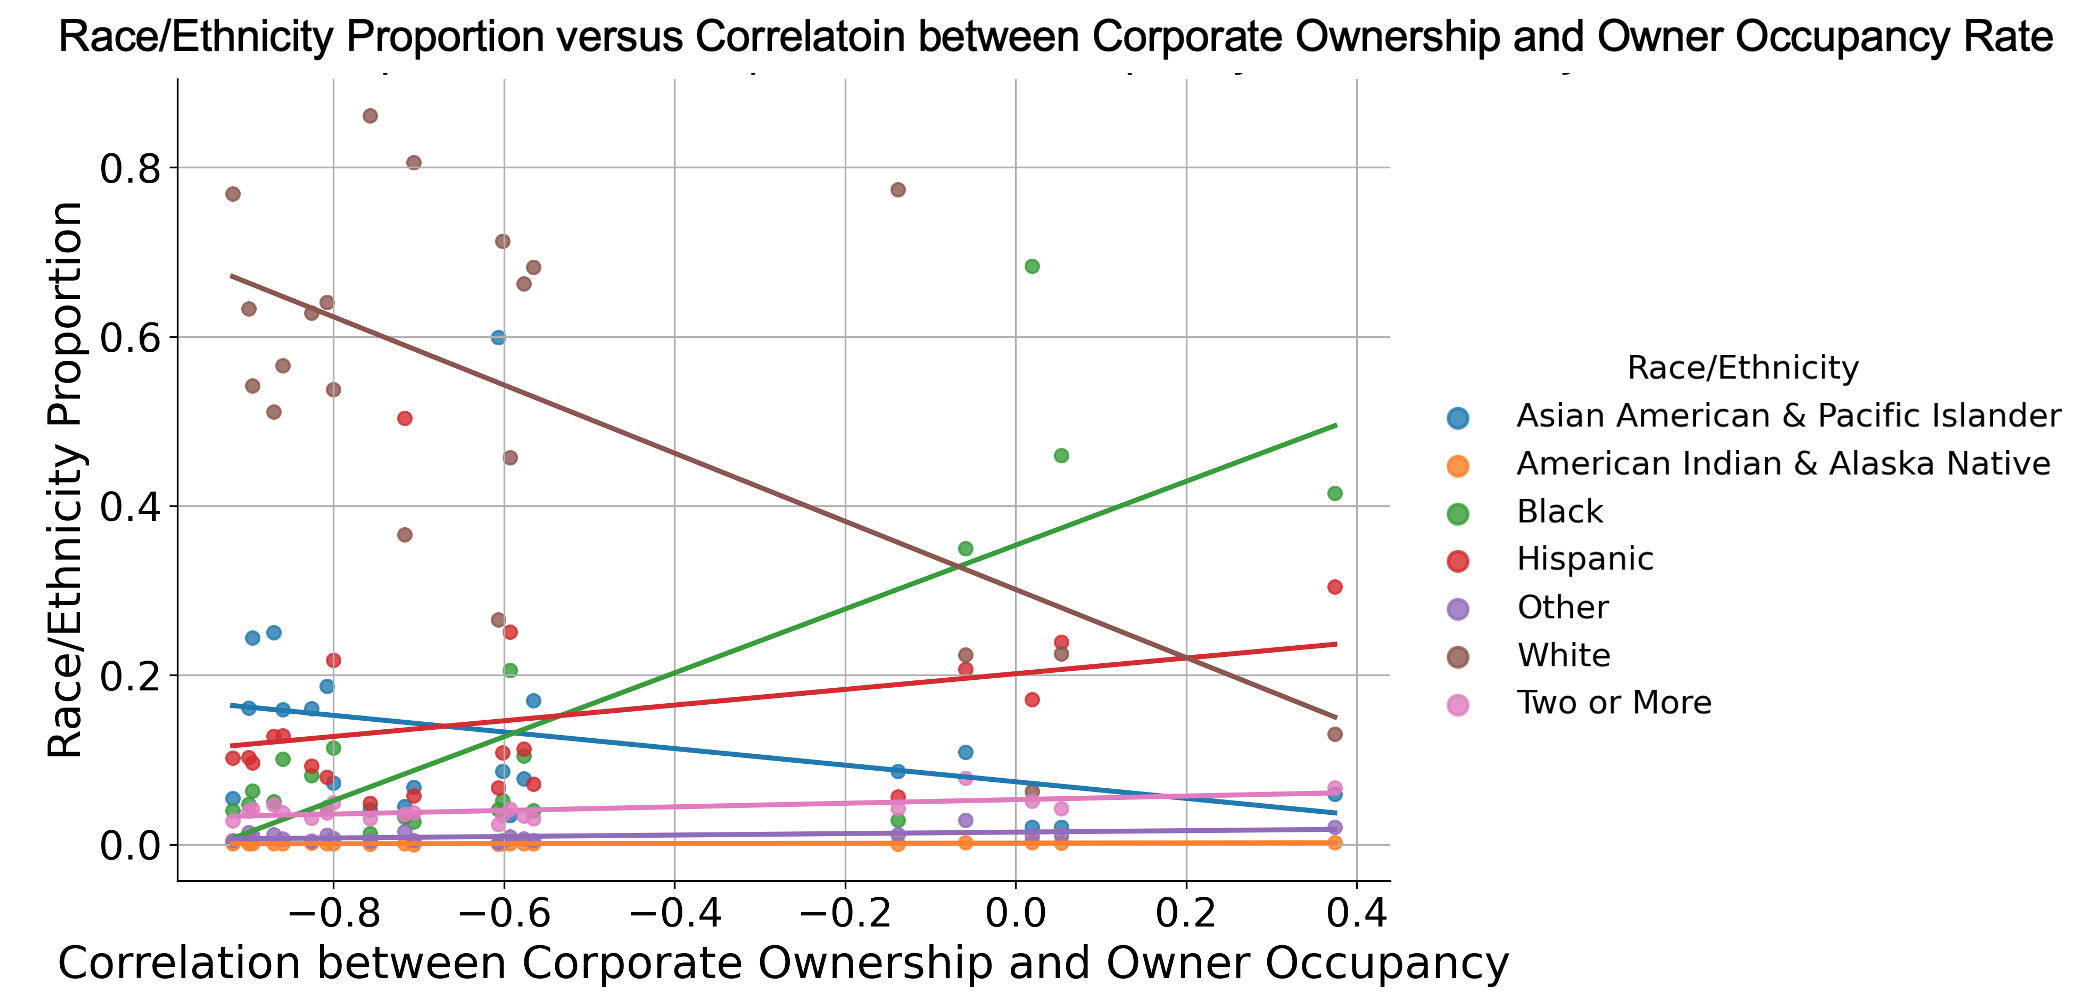 Race/Ethnicity Proportion versus Correlatoin between Corporate Ownership and Owner Occupancy Rate
Race/Ethnicity Proportion
0.8
0.6
0.4
0.2
0.0
−0.8 −0.6 −0.4 −0.2 0.0 0.2 0.4
Correlation between Corporate Ownership and Owner Occupancy
Race/Ethnicity
Asian American & Pacific Islander
American Indian & Alaska Native
Black
Hispanic
Other
White
Two or More